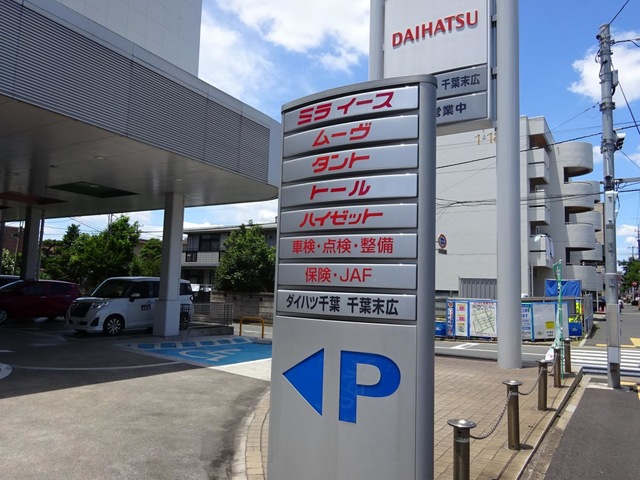 DAIHATSU
千葉末広
営業中
ミライース
ムーヴ
タント
トール
ハイゼット
車検・点検・整備
保険・JAF
ダイハツ千葉 千葉末広
P